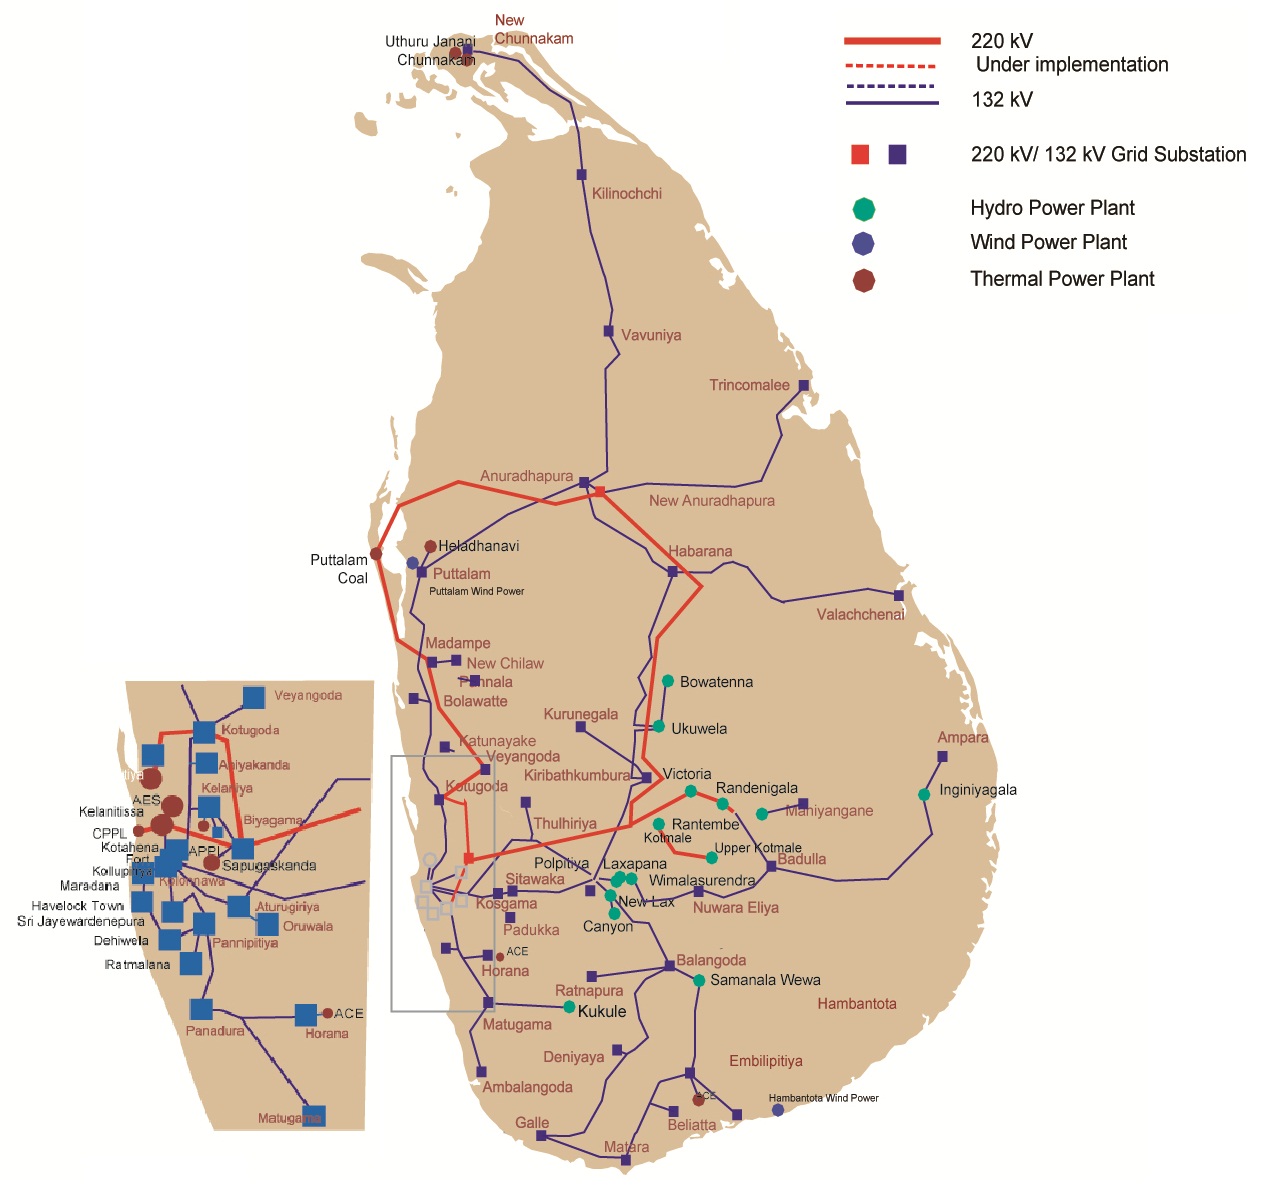 New
Chunnakam
Uthuru Janani
Chunnakam
220 kV
Under implementation
132 kV
220 kV/ 132 kV Grid Substation
Hydro Power Plant
Wind Power Plant
Thermal Power Plant
Kilinochchi
Vavuniya
Trincomalee
Anuradhapura
New Anuradhapura
Heladhanavi
Puttalam
Coal
Puttalam
Puttalam Wind Power
Habarana
Valachchenai
Madampe
New Chilaw
Pannala
Bolawatte
Bowatenna
Kurunegala
Ukuwela
Katunayake
Veyangoda
Ampara
Kiribathkumbura
Victoria
Kotugoda
Randenigala
Inginiyagala
Maniyangane
Thulhiriya
Rantembe
Kotmale
Upper Kotmale
Polpitiya
Laxapana
Badulla
Sitawaka
Wimalasurendra
Kosgama
New Lax
Nuwara Eliya
Padukka
Canyon
ACE
Horana
Balangoda
Samanala Wewa
Ratnapura
Hambantota
Kukule
Matugama
Deniyaya
Embilipitiya
Ambalangoda
ACE
Hambantota Wind Power
Galle
Beliatta
Matara
Veyangoda
Kotugoda
Aniyakanda
liya
Kelaniya
AES
Kelanitissa
Biyagama
CPPL
Kotahena
APPL
Fort
Sapugaskanda
Kollupitiya
Kolonnawa
Maradana
Havelock Town
Aturugiriya
Sri Jayewardenepura
Oruwala
Dehiwela
Pannipitiya
Ratmalana
ACE
Panadura
Horana
Matugama